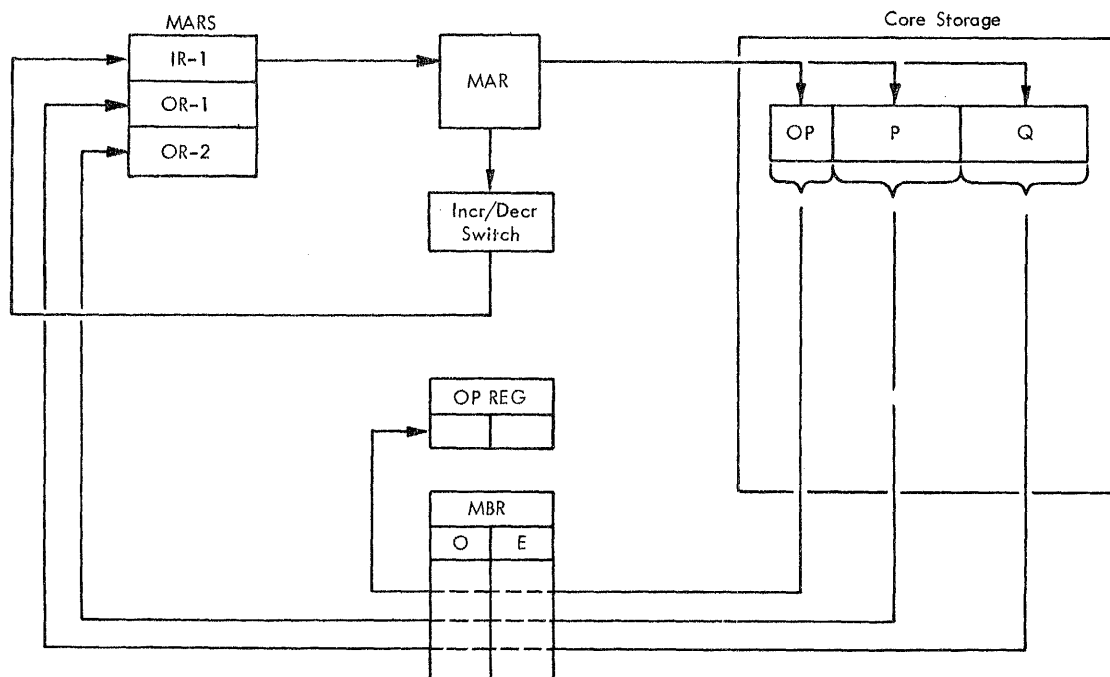 Core Storage
MARS
IR-1
OR-1
OR-2
MAR
Incr/Decr
Switch
OP
P
Q
OP REG
MBR
O
E